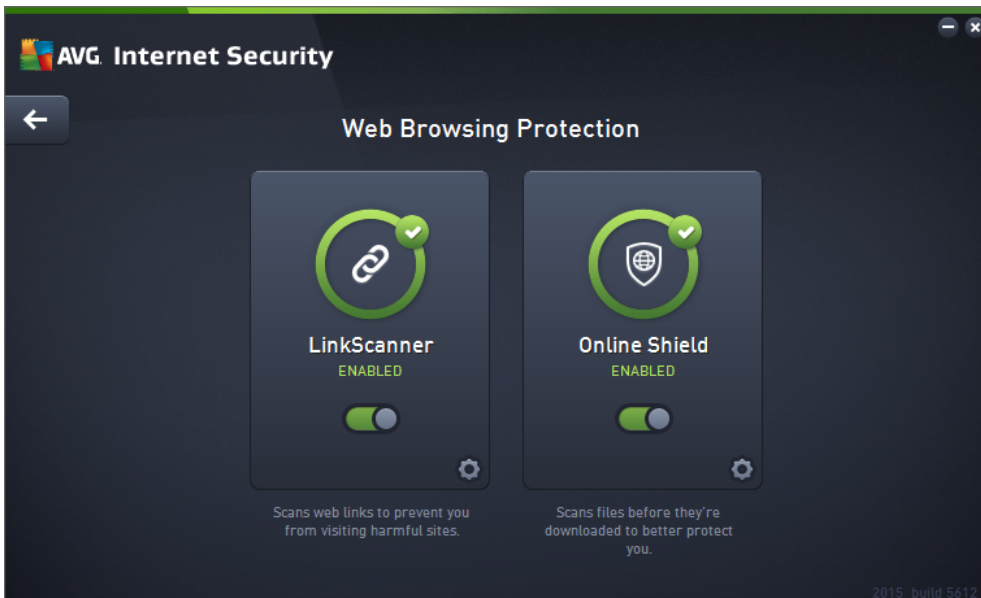 AVG. Internet Security
Web Browsing Protection
LinkScanner
ENABLED
Scans web links to prevent you
from visiting harmful sites.
Online Shield
ENABLED
Scans files before they're
downloaded to better protect
you.
2015 build 5612